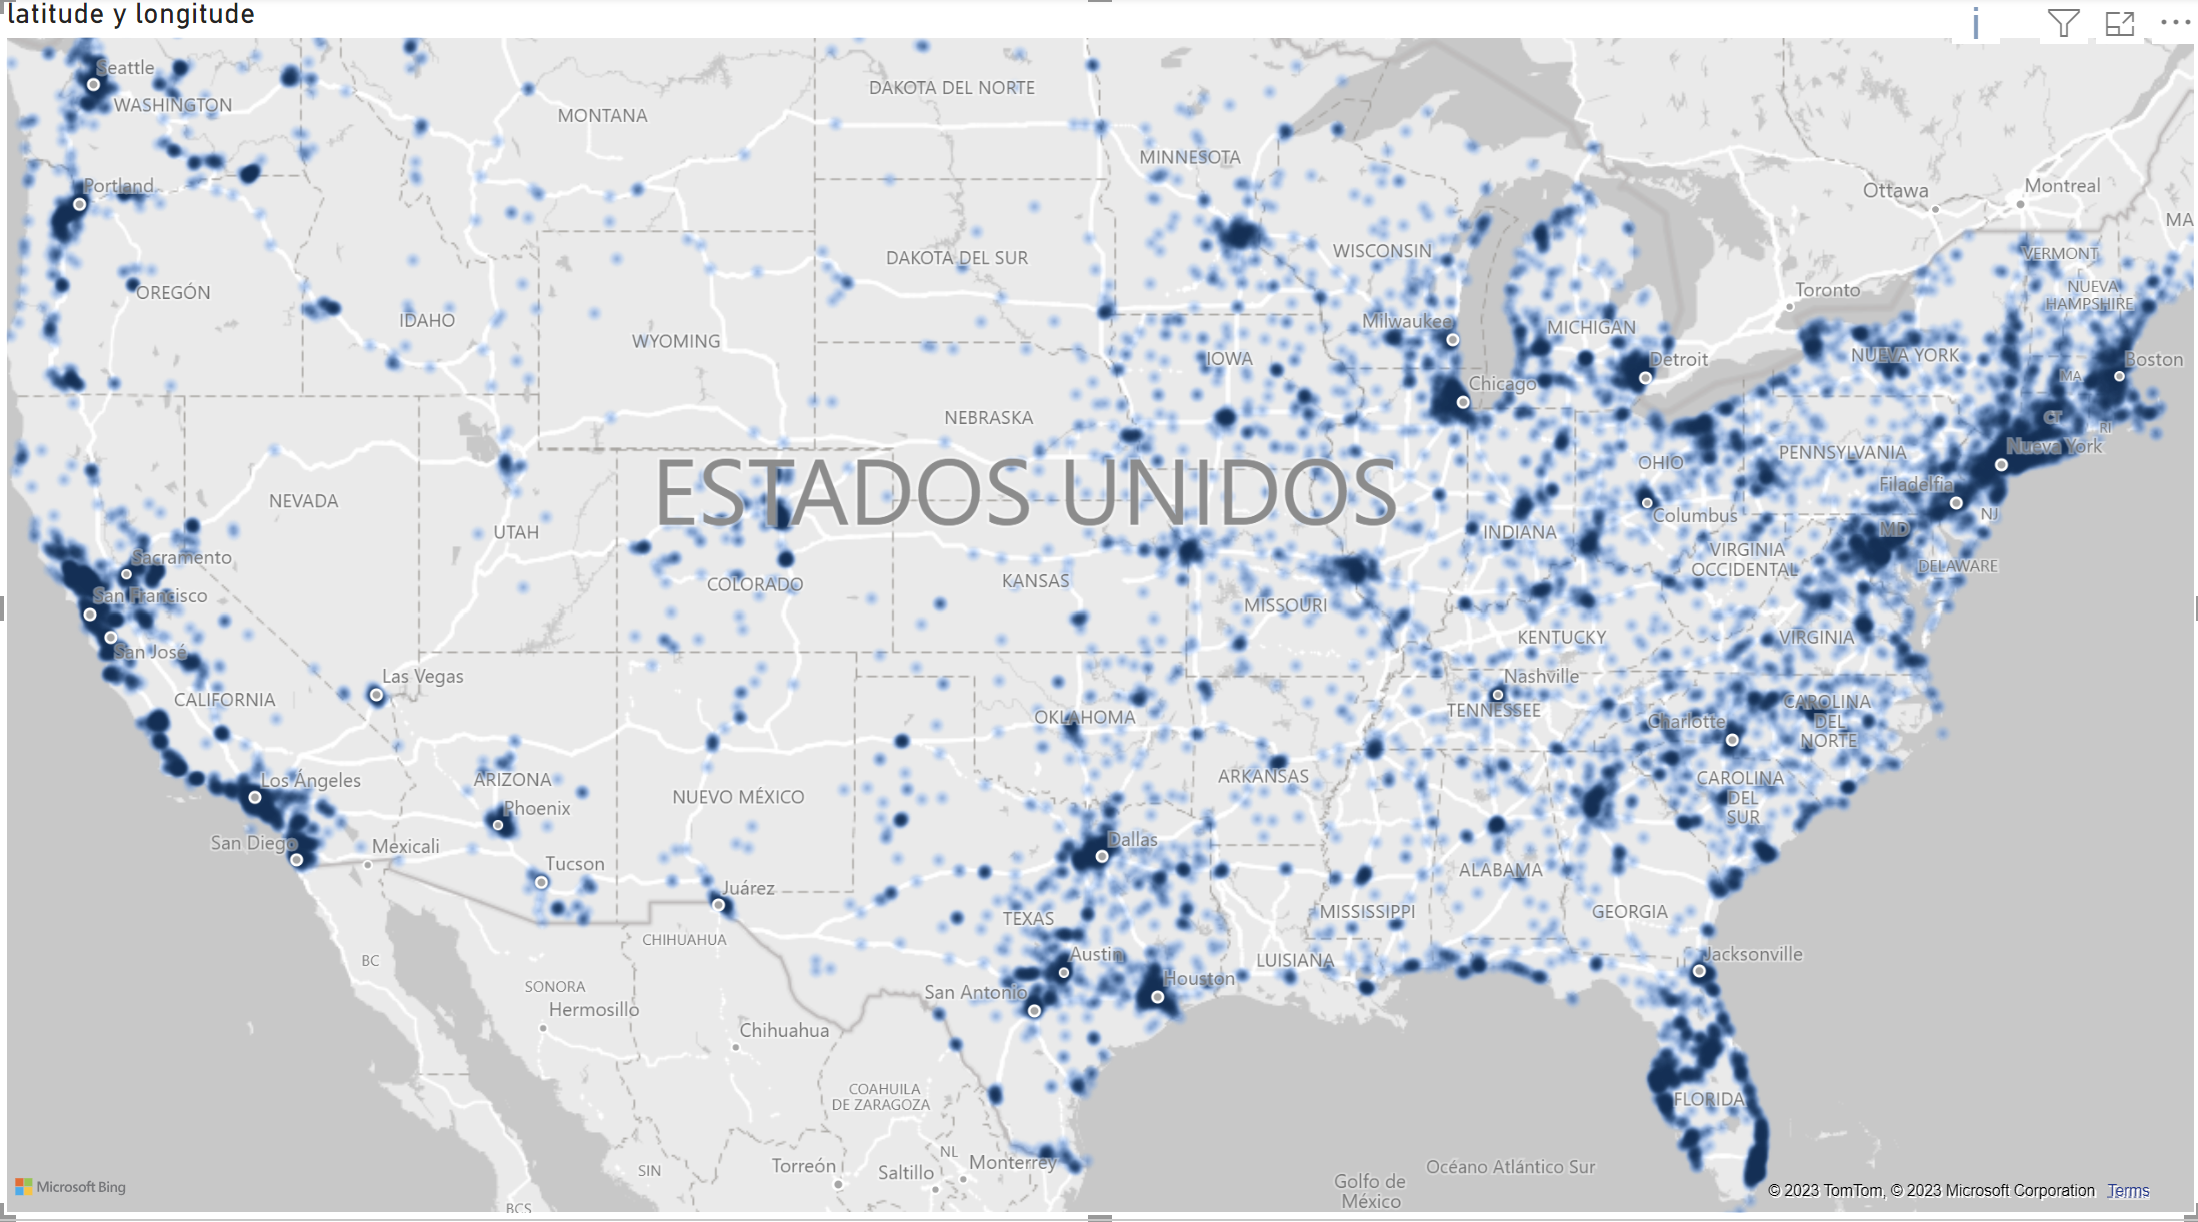 latitude y longitude
Seattle
WASHINGTON
MONTANA
DAKOTA DEL NORTE
MINNESOTA
Ottawa
Montreal
MA
Portland
OREGÓN
IDAHO
WYOMING
DAKOTA DEL SUR
WISCONSIN
Milwaukee
MICHIGAN
Toronto
VERMONT
NUEVA
HAMPSHIRE
IOWA
Chicago
Detroit
NUEVA YORK
Boston
MA
CT
RI
NEBRASKA
ESTADOS UNIDOS
NEVADA
UTAH
COLORADO
KANSAS
MISSOURI
INDIANA
OHIO
Columbus
PENNSYLVANIA
Nueva York
Filadelfia
NJ
MD
DELAWARE
VIRGINIA
OCCIDENTAL
VIRGINIA
KENTUCKY
Sacramento
San Francisco
San José
CALIFORNIA
Las Vegas
Los Ángeles
San Diego
Mexicali
ARIZONA
Phoenix
Tucson
NUEVO MÉXICO
Juárez
OKLAHOMA
ARKANSAS
Nashville
TENNESSEE
Charlotte
CAROLINA
DEL
NORTE
CAROLINA
DEL
SUR
Dallas
TEXAS
Austin
San Antonio
Houston
LUISIANA
MISSISSIPPI
ALABAMA
GEORGIA
Jacksonville
FLORIDA
BC
SONORA
Hermosillo
CHIHUAHUA
Chihuahua
COAHUILA
DE ZARAGOZA
NL
Monterrey
Torreón
Saltillo
SIN
BCS
Golfo de
México
Océano Atlántico Sur
Microsoft Bing
© 2023 TomTom, © 2023 Microsoft Corporation Terms